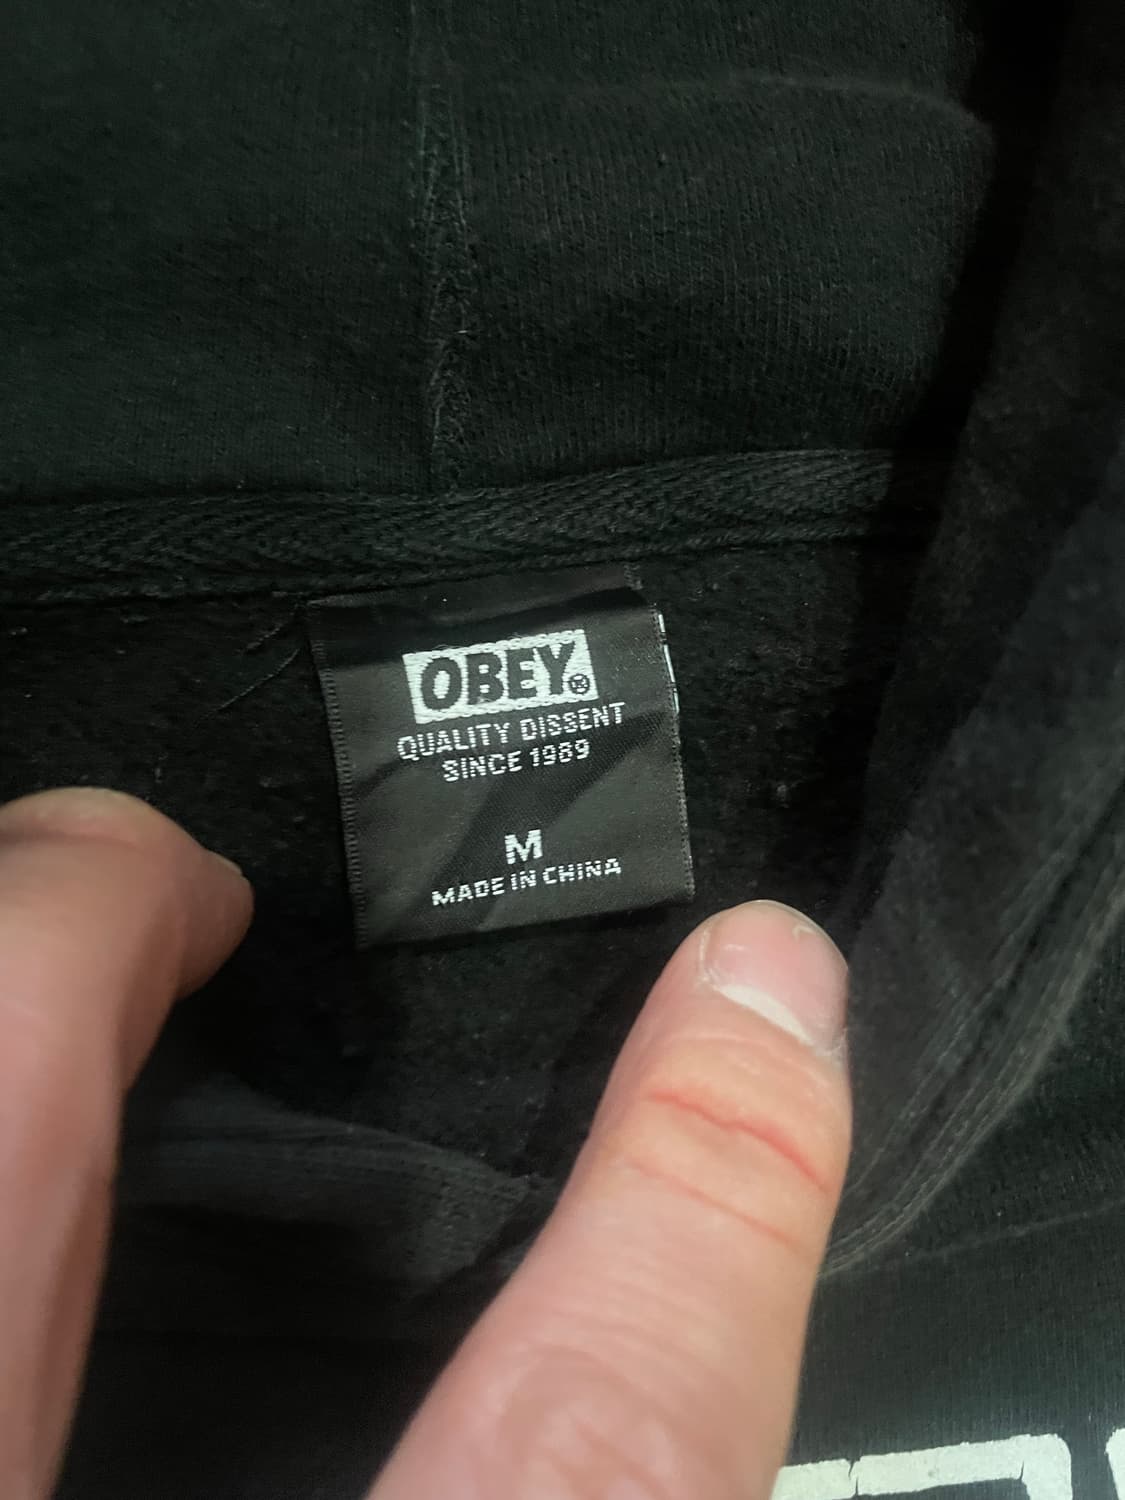 OBEY®
QUALITY DISSENT
SINCE 1989
M
MADE IN CHINA